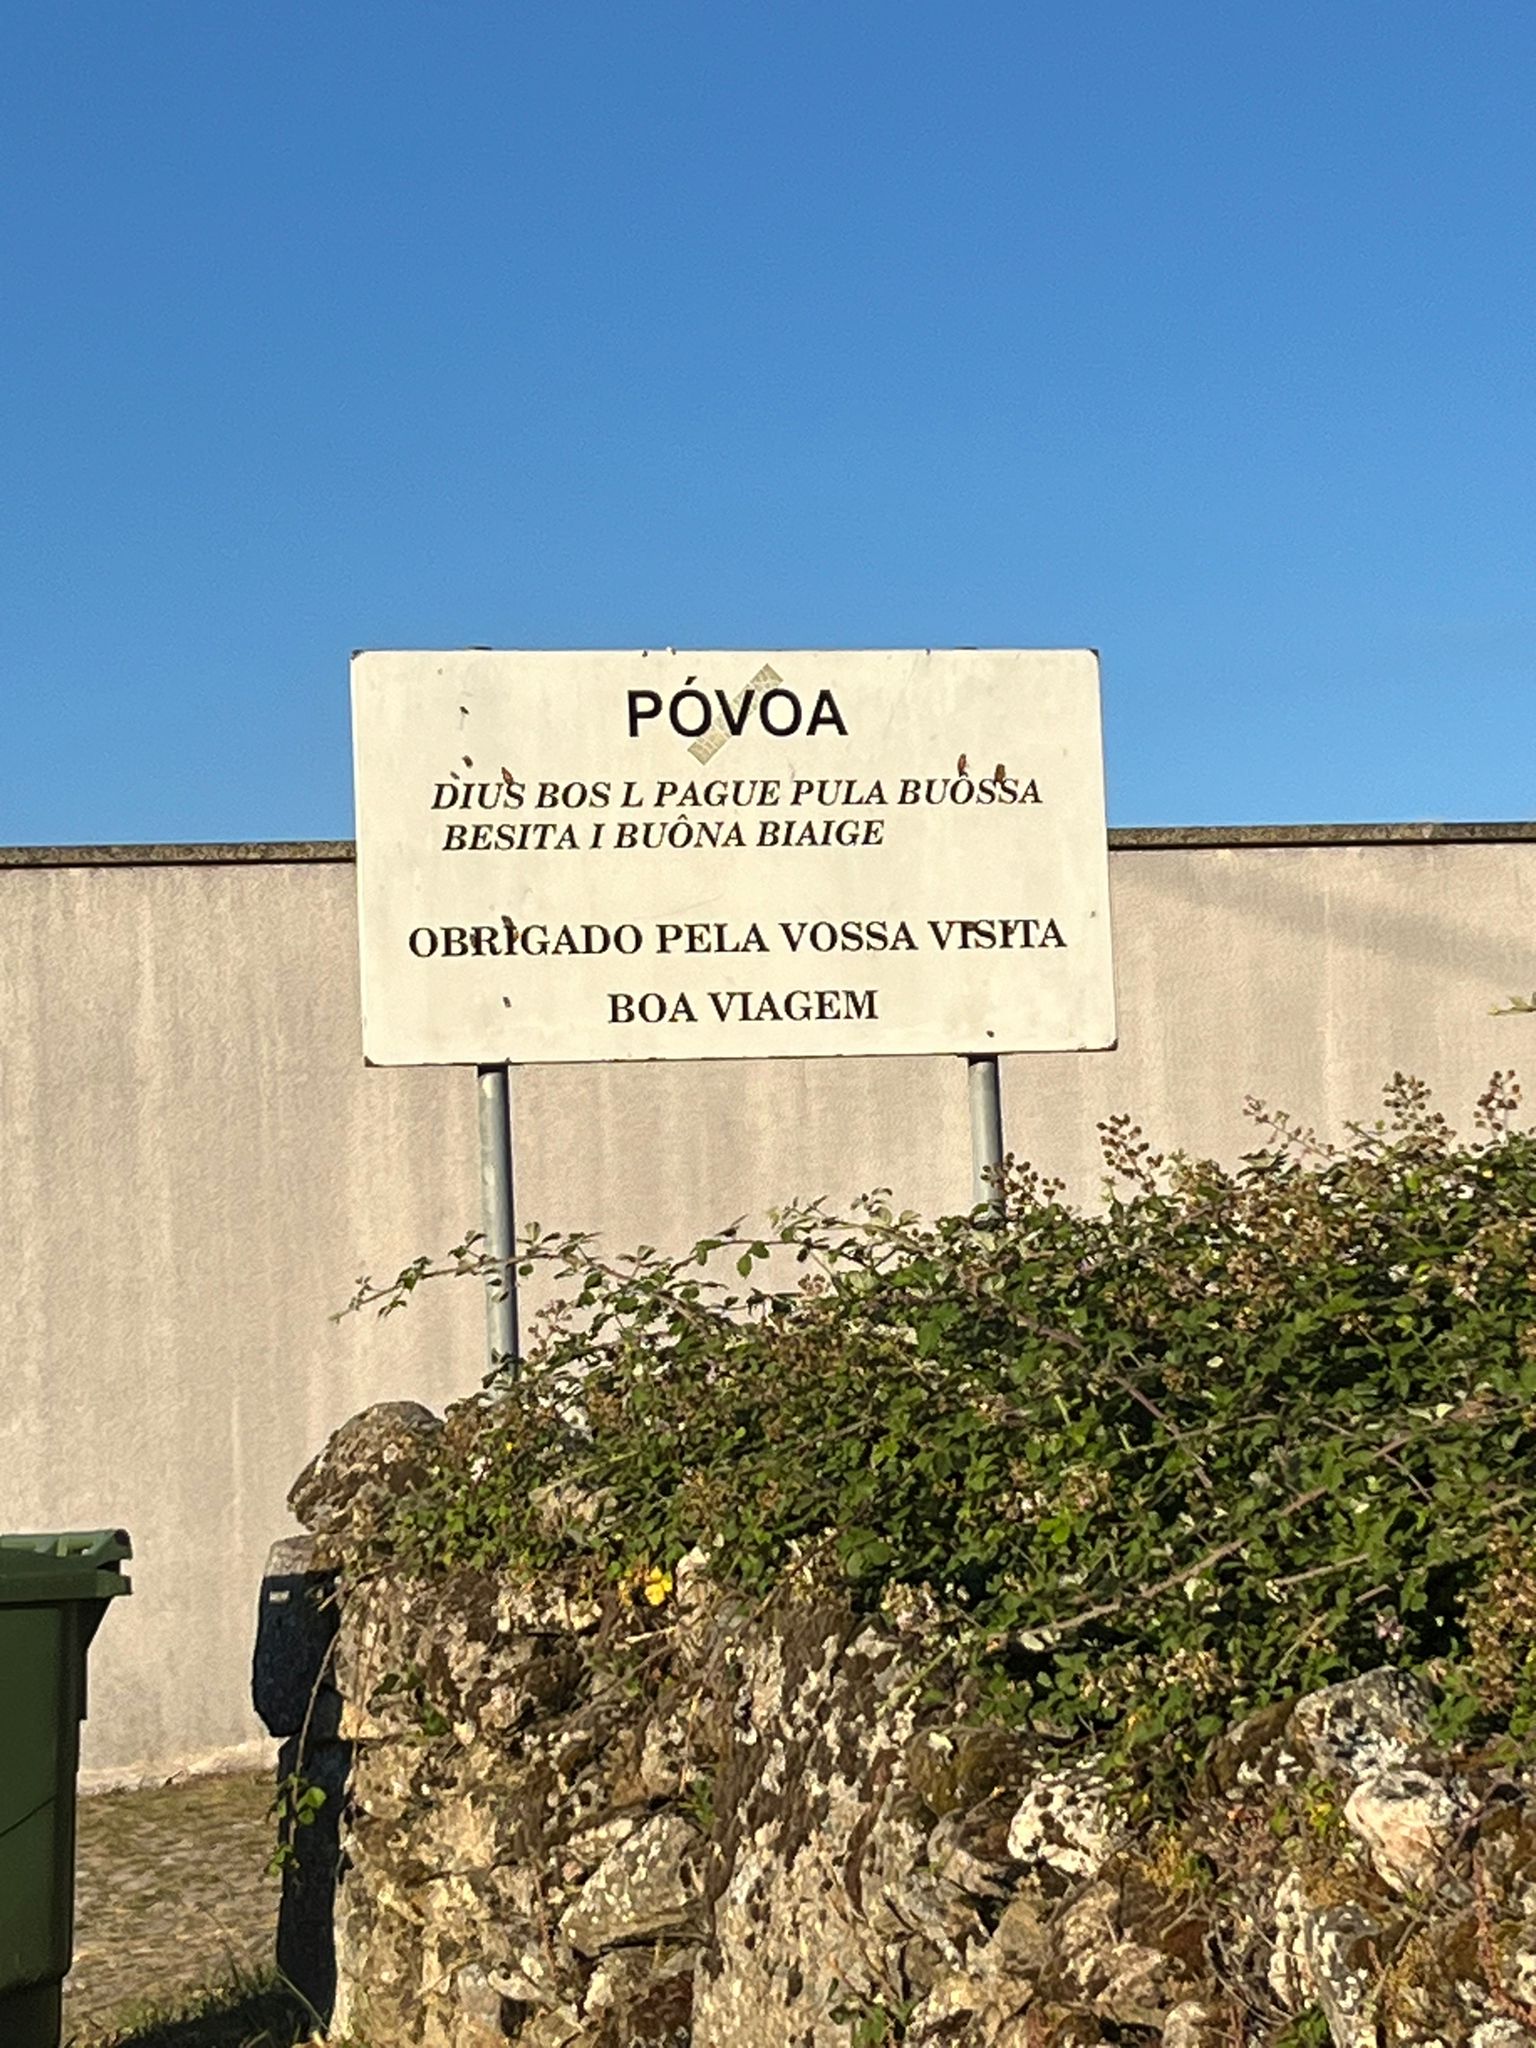 PÓVOA
DIUS BOS L PAGUE PULA BUÔSSA
BESITA I BUÔNA BIAIGE
OBRIGADO PELA VOSSA VISITA
BOA VIAGEM